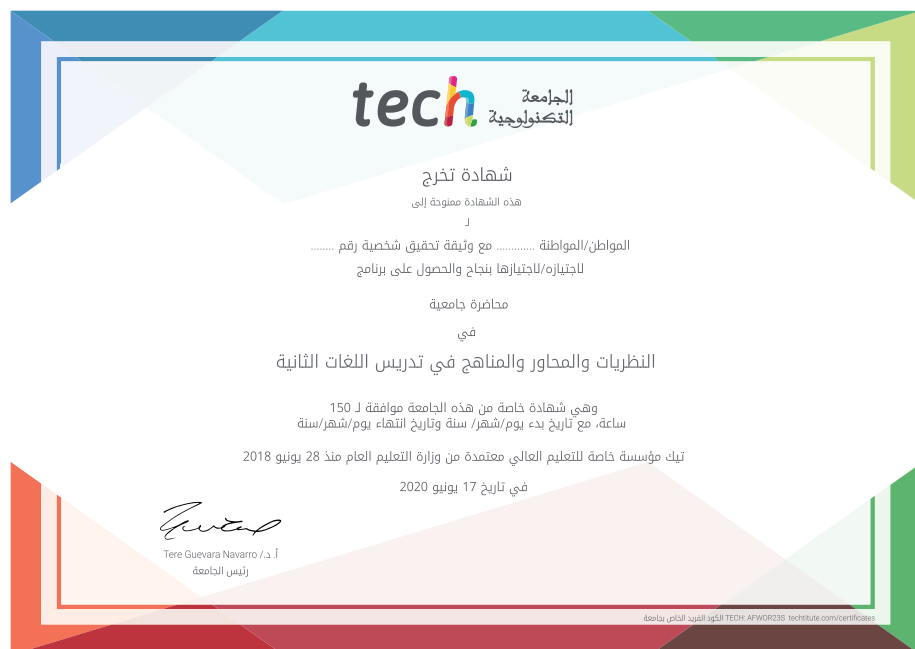 tech الجامعة
التكنولوجية
شهادة تخرج
هذه الشهادة ممنوحة إلى
لـ
المواطن/المواطنة ............. مع وثيقة تحقيق شخصية رقم ........
لاجتيازه/لاجتيازها بنجاح والحصول على برنامج
محاضرة جامعية
في
النظريات والمحاور والمناهج في تدريس اللغات الثانية
وهي شهادة خاصة من هذه الجامعة موافقة لـ 150
ساعة، مع تاريخ بدء يوم/شهر/ سنة وتاريخ انتهاء يوم/شهر/سنة
تيك مؤسسة خاصة للتعليم العالي معتمدة من وزارة التعليم العام منذ 28 يونيو 2018
في تاريخ 17 يونيو 2020
أ. د./ Tere Guevara Navarro
رئيس الجامعة
الكود الفريد الخاص بجامعة TECH: AFWOR23S techtitute.com/certificates